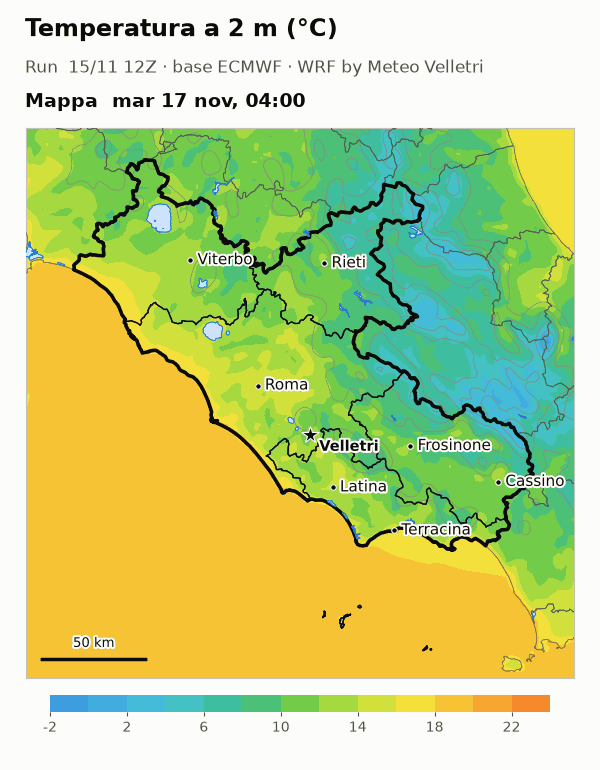 Temperatura a 2 m (°C)
Run  15/11 12Z · base ECMWF · WRF by Meteo Velletri
Mappa  mar 17 nov, 04:00
Viterbo
Rieti
Roma
Velletri
Frosinone
Cassino
Latina
Terracina
50 km
-2 2 6 10 14 18 22